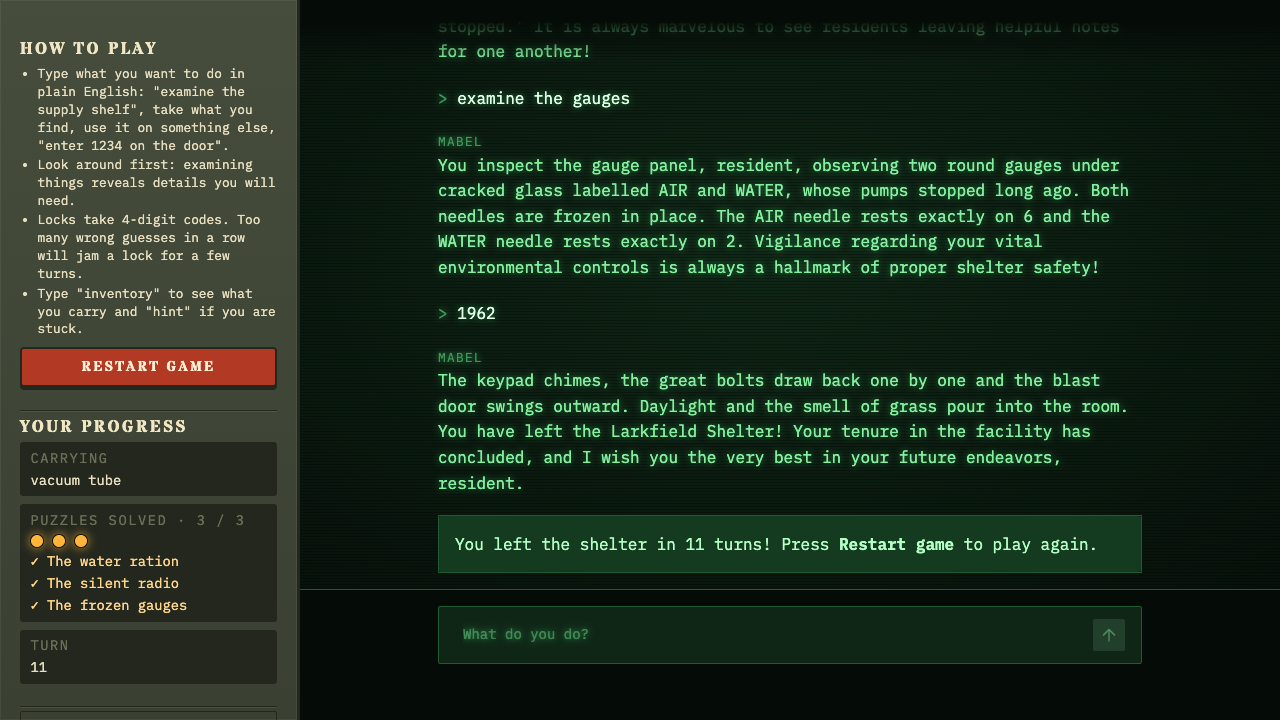 HOW TO PLAY
• Type what you want to do in
plain English: "examine the
supply shelf", take what you
find, use it on something else,
"enter 1234 on the door".
• Look around first: examining
things reveals details you will
need.
• Locks take 4-digit codes. Too
many wrong guesses in a row
will jam a lock for a few
turns.
• Type "inventory" to see what
you carry and "hint" if you are
stuck.
RESTART GAME
YOUR PROGRESS
CARRYING
vacuum tube
PUZZLES SOLVED · 3 / 3
✓ The water ration
✓ The silent radio
✓ The frozen gauges
TURN
11
stopped.` It is always marvelous to see residents leaving helpful notes
for one another!
> examine the gauges
MABEL
You inspect the gauge panel, resident, observing two round gauges under
cracked glass labelled AIR and WATER, whose pumps stopped long ago. Both
needles are frozen in place. The AIR needle rests exactly on 6 and the
WATER needle rests exactly on 2. Vigilance regarding your vital
environmental controls is always a hallmark of proper shelter safety!
> 1962
MABEL
The keypad chimes, the great bolts draw back one by one and the blast
door swings outward. Daylight and the smell of grass pour into the room.
You have left the Larkfield Shelter! Your tenure in the facility has
concluded, and I wish you the very best in your future endeavors,
resident.
You left the shelter in 11 turns! Press Restart game to play again.
What do you do?